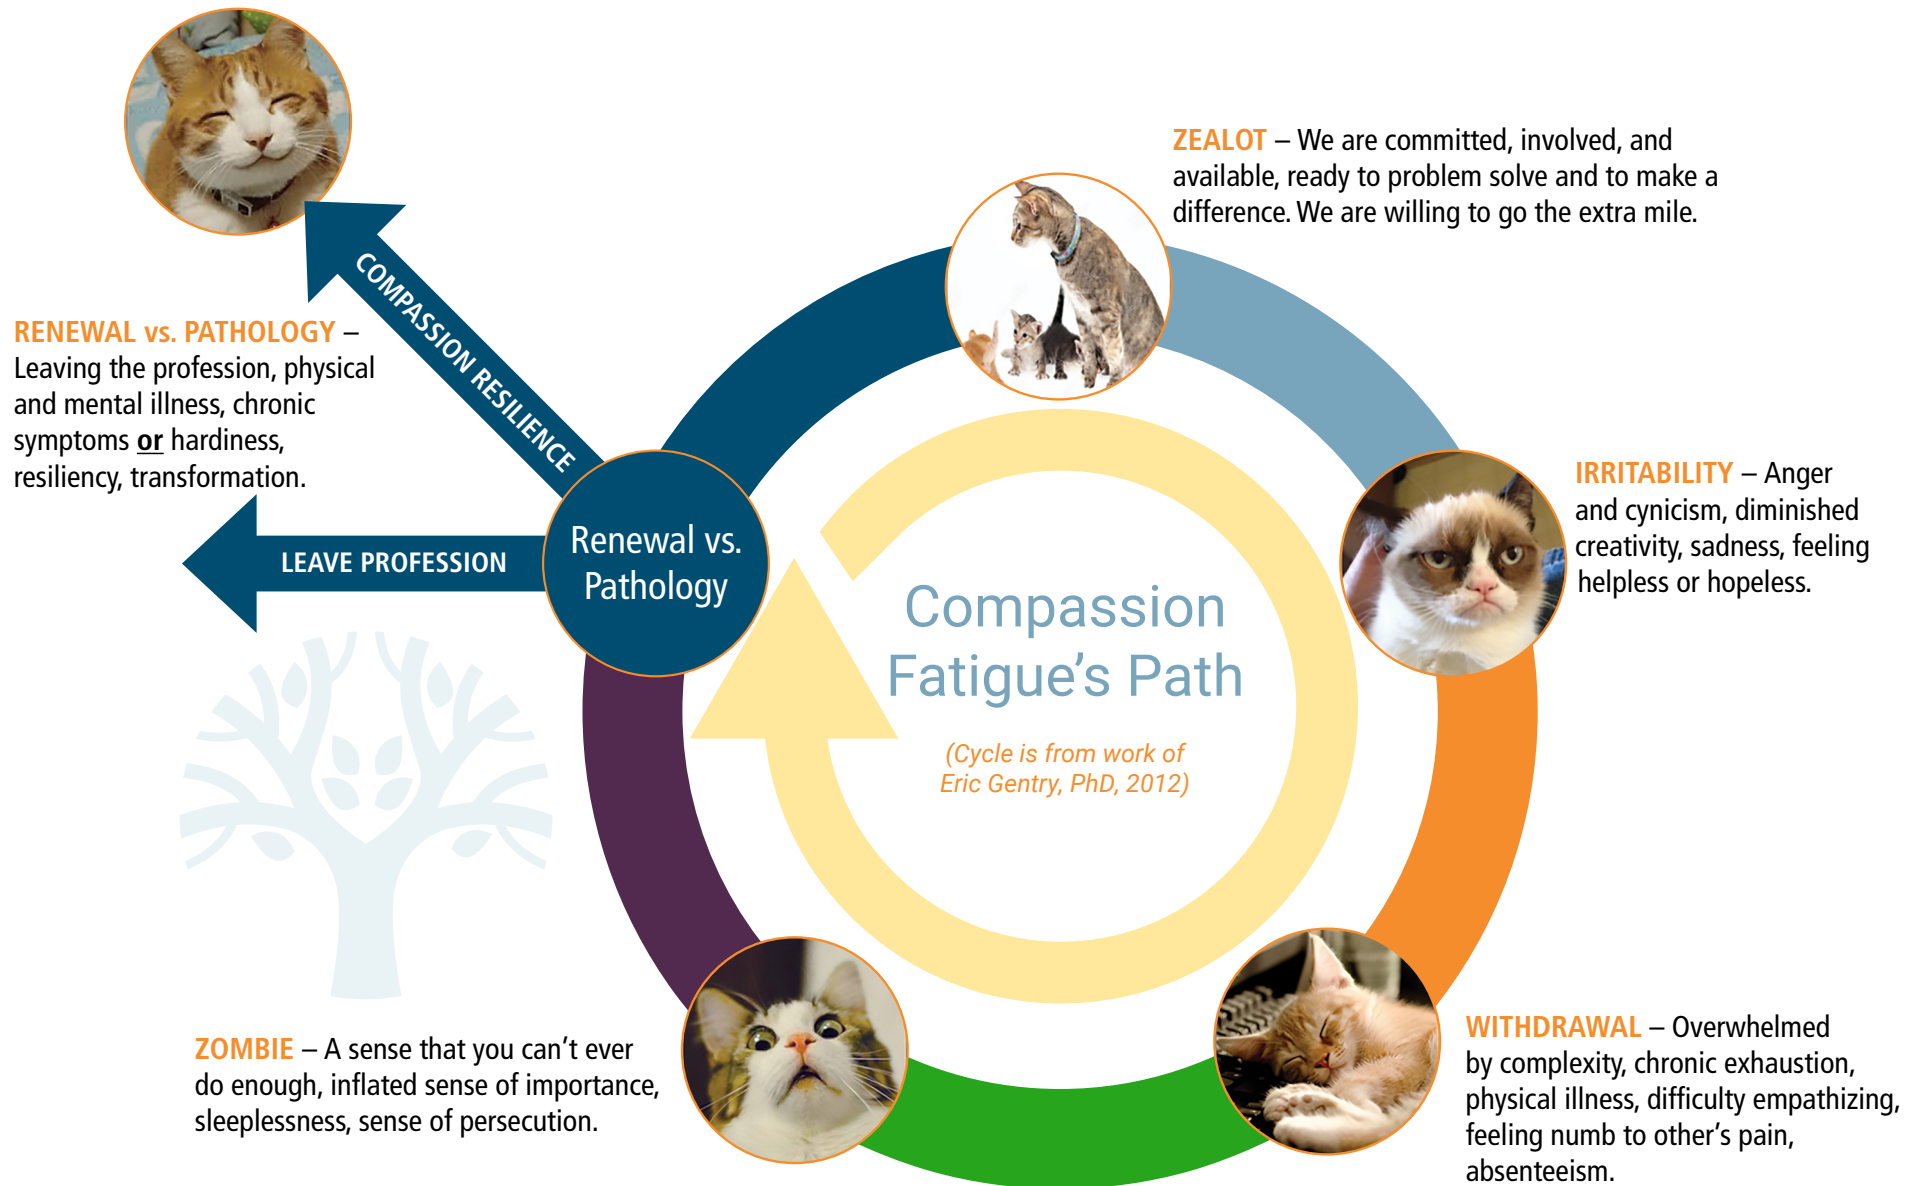 ZEALOT – We are committed, involved, and
available, ready to problem solve and to make a
difference. We are willing to go the extra mile.
IRRITABILITY – Anger
and cynicism, diminished
creativity, sadness, feeling
helpless or hopeless.
WITHDRAWAL – Overwhelmed
by complexity, chronic exhaustion,
physical illness, difficulty empathizing,
feeling numb to other's pain,
absenteeism.
ZOMBIE – A sense that you can't ever
do enough, inflated sense of importance,
sleeplessness, sense of persecution.
RENEWAL vs. PATHOLOGY –
Leaving the profession, physical
and mental illness, chronic
symptoms or hardiness,
resiliency, transformation.
COMPASSION RESILIENCE
LEAVE PROFESSION
Renewal vs.
Pathology
Compassion
Fatigue's Path
(Cycle is from work of
Eric Gentry, PhD, 2012)